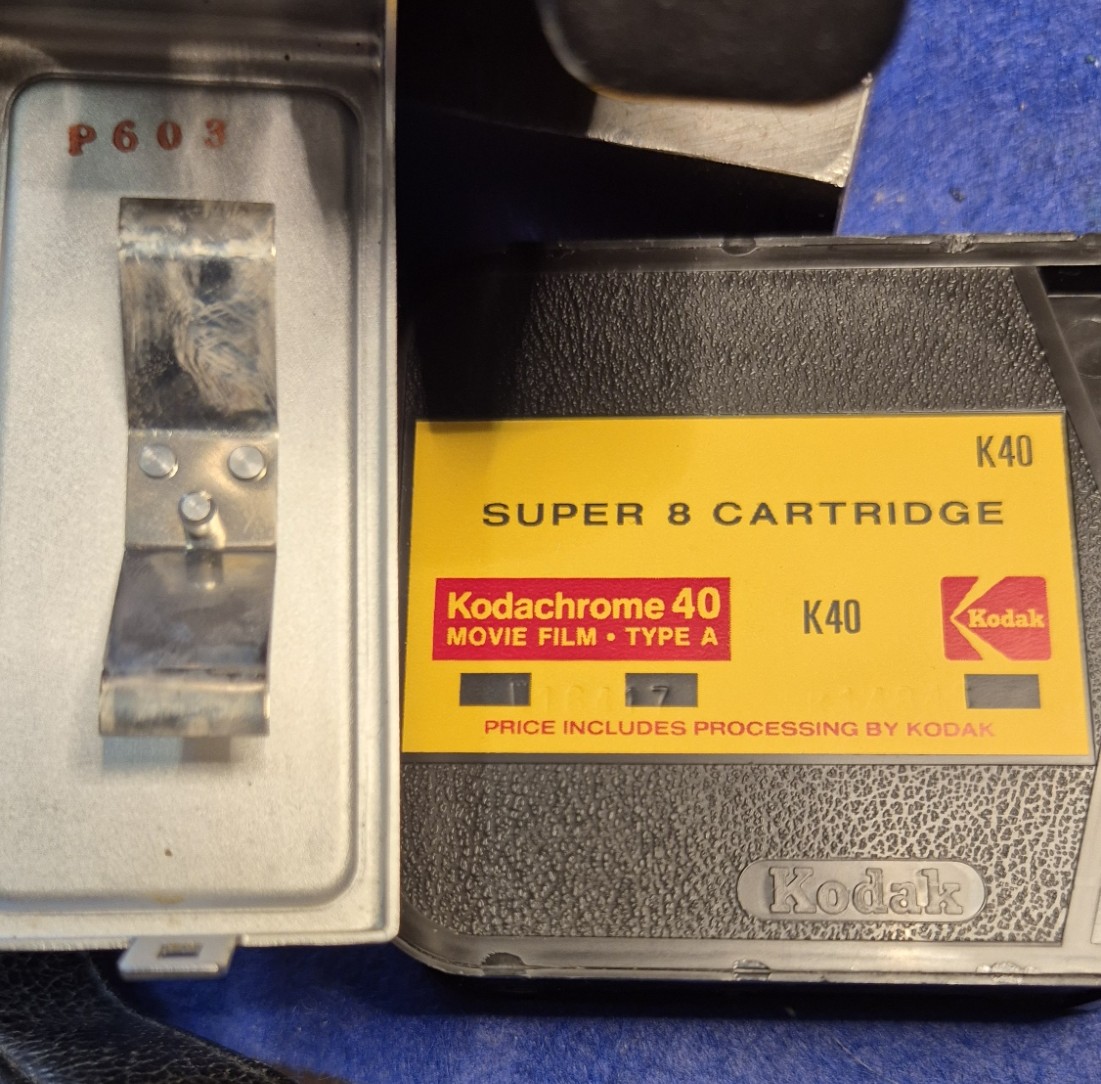 P603
K40
SUPER 8 CARTRIDGE
Kodachrome 40
MOVIE FILM • TYPE A
K40
Kodak
PRICE INCLUDES PROCESSING BY KODAK
Kodak